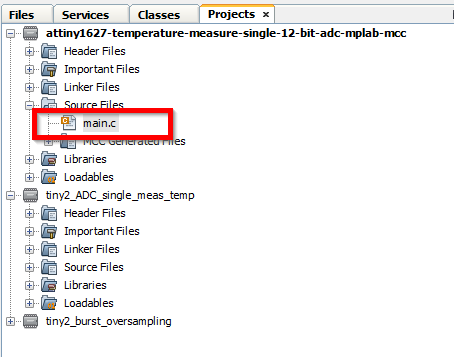 Files Services Classes Projects ×
attiny1627-temperature-measure-single-12-bit-adc-mplab-mcc
Header Files
Important Files
Linker Files
Source Files
main.c
MCC Generated Files
Libraries
Loadables
tiny2_ADC_single_meas_temp
Header Files
Important Files
Linker Files
Source Files
Libraries
Loadables
tiny2_burst_oversampling